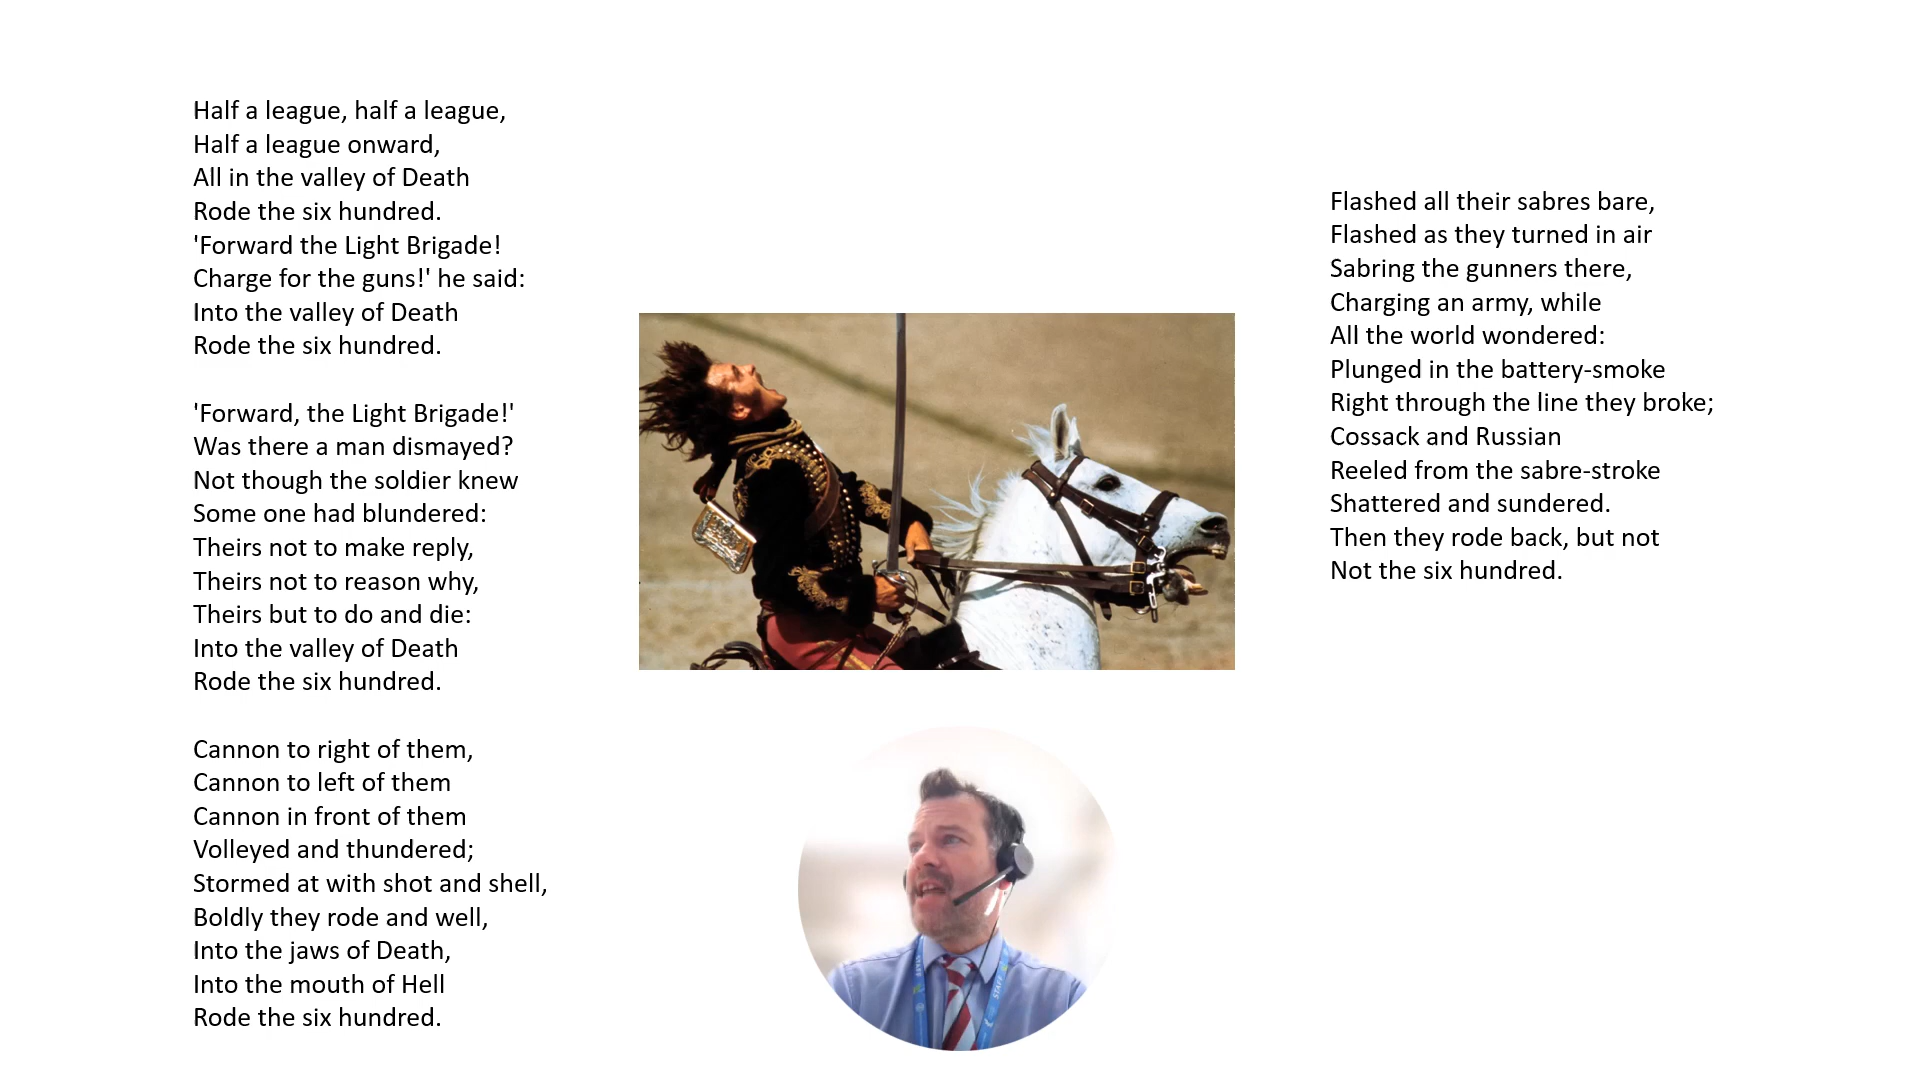 Half a league, half a league,
Half a league onward,
All in the valley of Death
Rode the six hundred.
'Forward the Light Brigade!
Charge for the guns!' he said:
Into the valley of Death
Rode the six hundred.
'Forward, the Light Brigade!'
Was there a man dismayed?
Not though the soldier knew
Some one had blundered:
Theirs not to make reply,
Theirs not to reason why,
Theirs but to do and die:
Into the valley of Death
Rode the six hundred.
Cannon to right of them,
Cannon to left of them
Cannon in front of them
Volleyed and thundered;
Stormed at with shot and shell,
Boldly they rode and well,
Into the jaws of Death,
Into the mouth of Hell
Rode the six hundred.
Flashed all their sabres bare,
Flashed as they turned in air
Sabring the gunners there,
Charging an army, while
All the world wondered:
Plunged in the battery-smoke
Right through the line they broke;
Cossack and Russian
Reeled from the sabre-stroke
Shattered and sundered.
Then they rode back, but not
Not the six hundred.
STAFF
STAFF